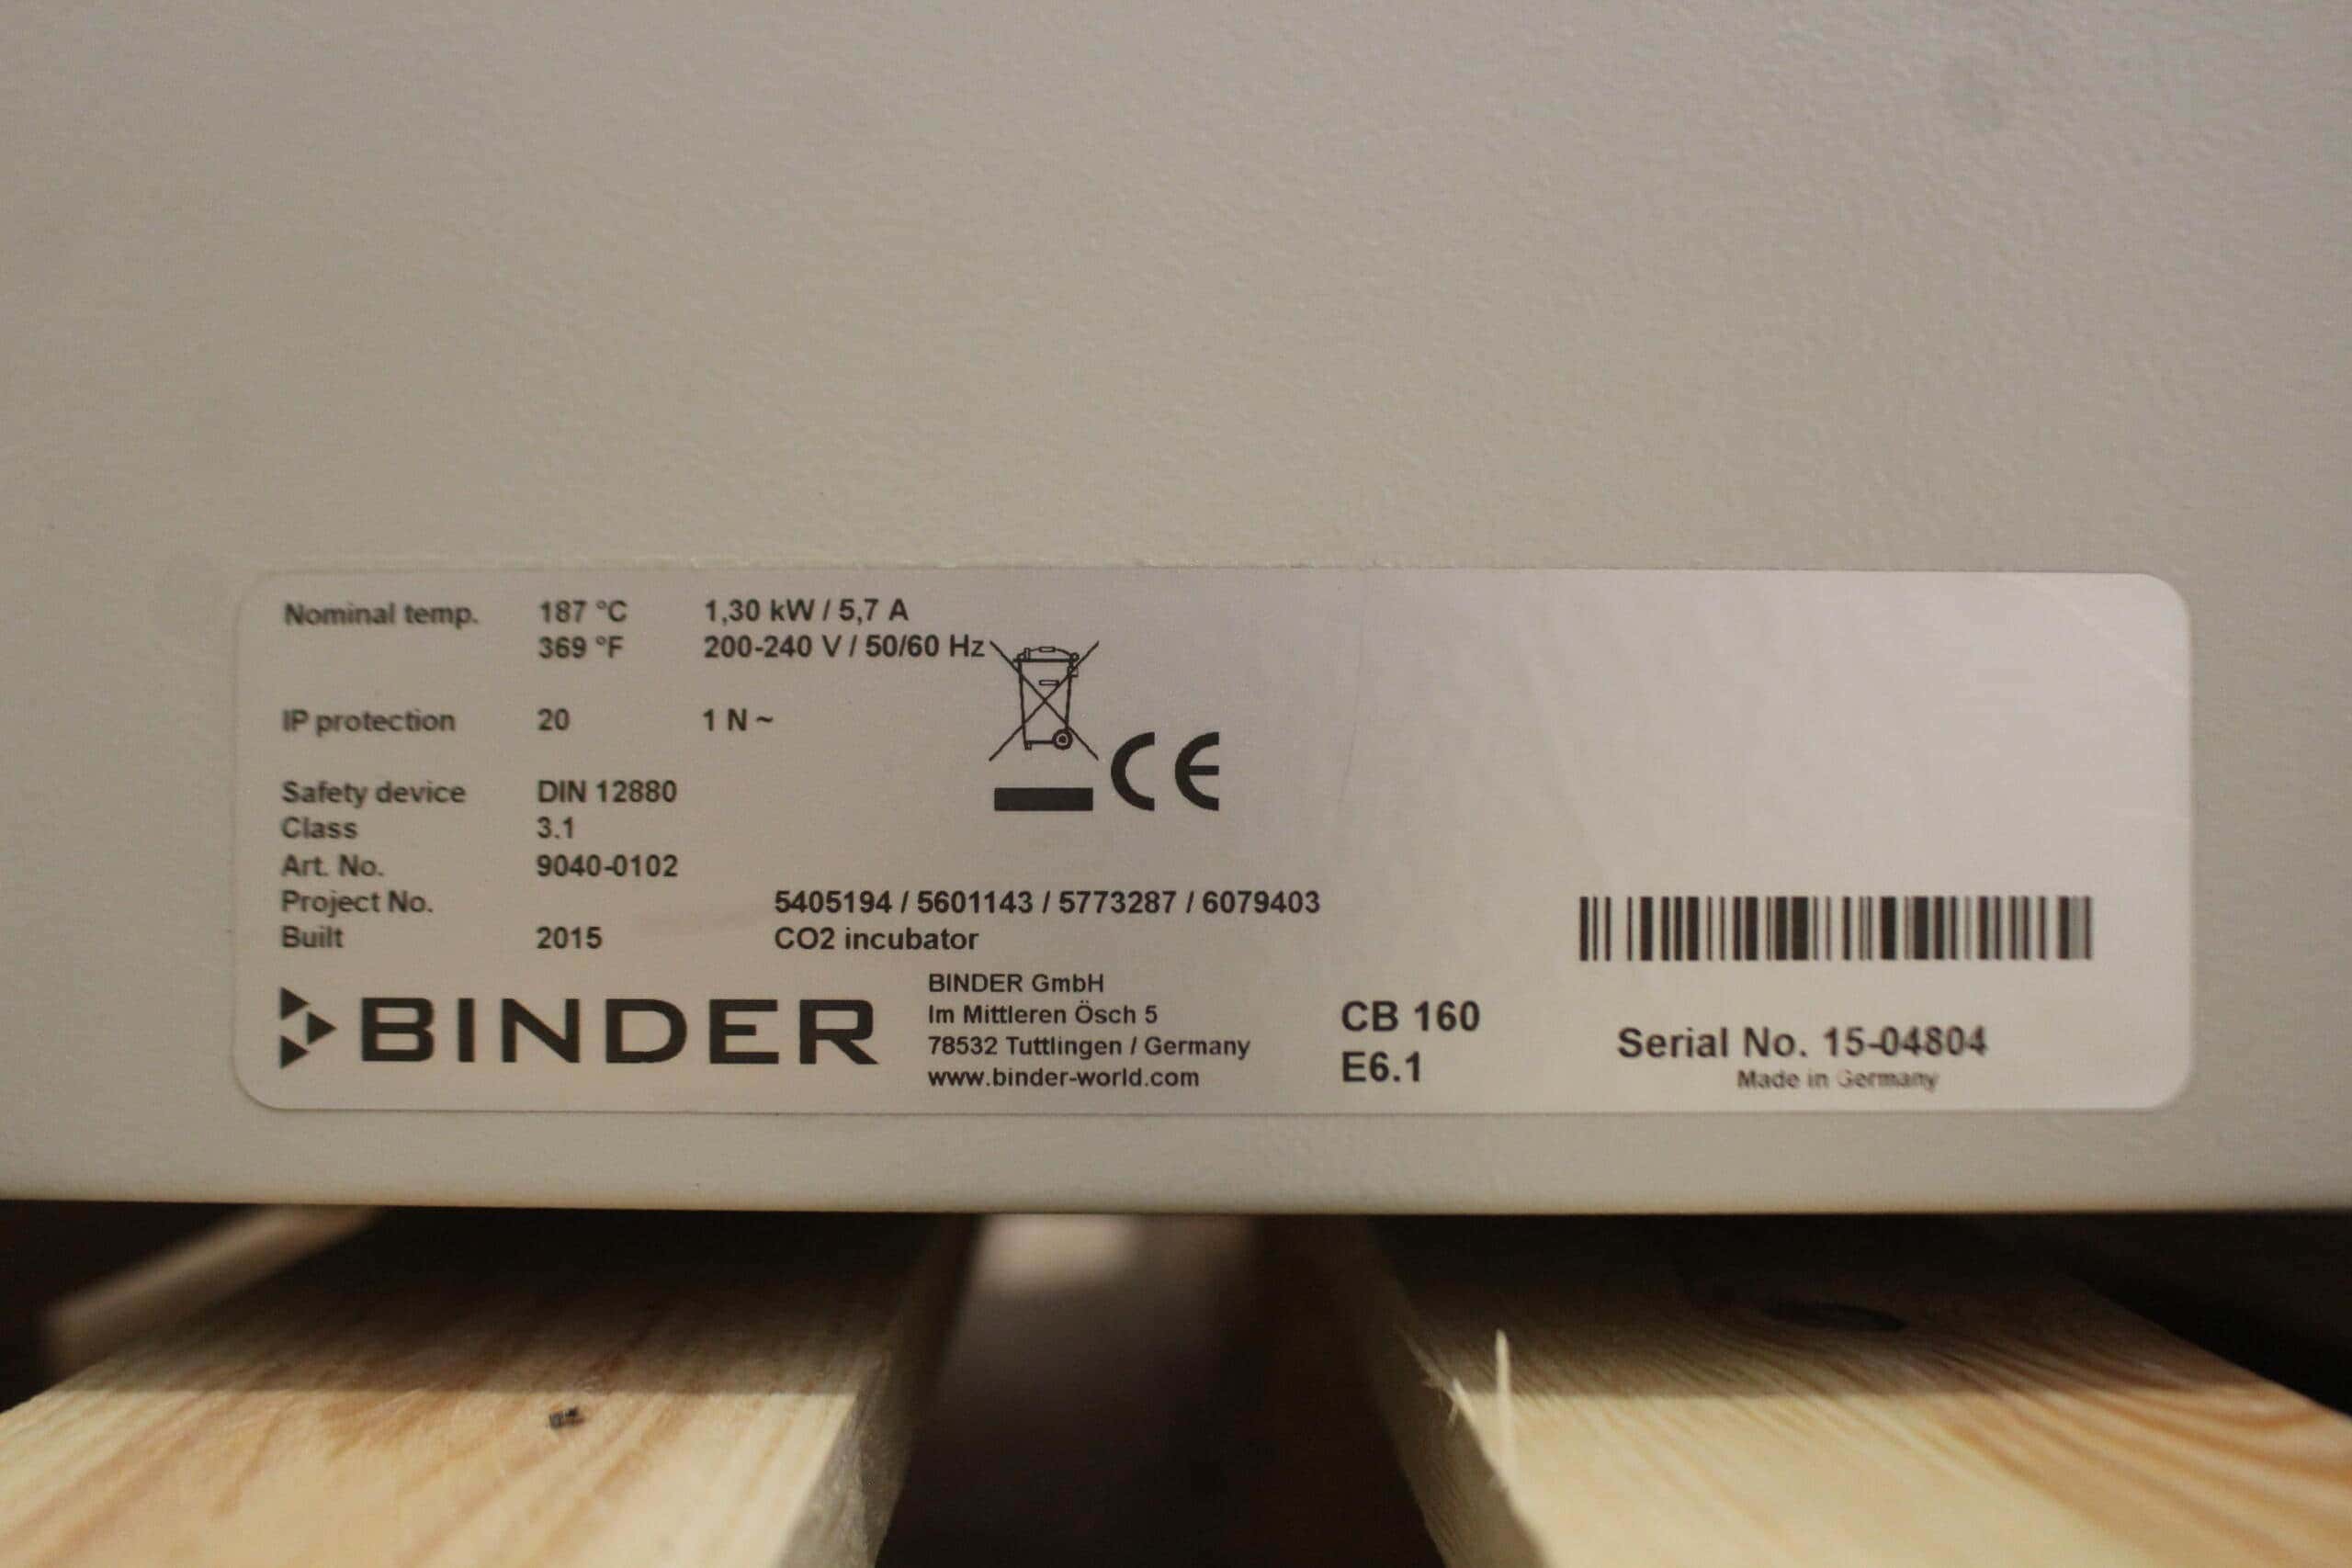 Nominal temp. 187 °C 1,30 kW / 5,7 A
369 °F 200-240 V / 50/60 Hz
IP protection 20 1 N ~
CE
Safety device DIN 12880
Class 3.1
Art. No. 9040-0102
Project No. 5405194 / 5601143 / 5773287 / 6079403
Built 2015 CO2 incubator
BINDER
BINDER GmbH
Im Mittleren Ösch 5
78532 Tuttlingen / Germany
www.binder-world.com
CB 160
E6.1
Serial No. 15-04804
Made in Germany